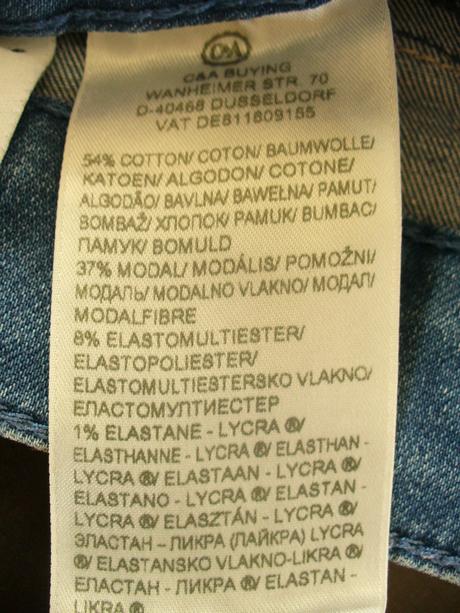 C&A
C&A BUYING
WANHEIMER STR. 70
D-40468 DUSSELDORF
VAT DE811809155
54% COTTON/ COTON/ BAUMWOLLE/
KATOEN/ ALGODON/ COTONE/
ALGODÃO/ BAVLNA/ BAWEŁNA/ PAMUT/
BOMBAŽ/ ХЛОПОК/ PAMUK/ BUMBAC/
ПАМУК/ BOMULD
37% MODAL/ MODÁLIS/ POMOŽNI/
МОДАЛЬ/ MODALNO VLAKNO/ МОДАЛ/
MODALFIBRE
8% ELASTOMULTIESTER/
ELASTOPOLIESTER/
ELASTOMULTIESTERSKO VLAKNO/
ЕЛАСТОМУЛТИЕСТЕР
1% ELASTANE - LYCRA ®/
ELASTHANNE - LYCRA ®/ ELASTHAN -
LYCRA ®/ ELASTAAN - LYCRA ®/
ELASTANO - LYCRA ®/ ELASTAN -
LYCRA ®/ ELASZTÁN - LYCRA ®/
ЭЛАСТАН – ЛИКРА (ЛАЙКРА) LYCRA
®/ ELASTANSKO VLAKNO-LIKRA ®/
ЕЛАСТАН - ЛИКРА ®/ ELASTAN -
LIKRA ®